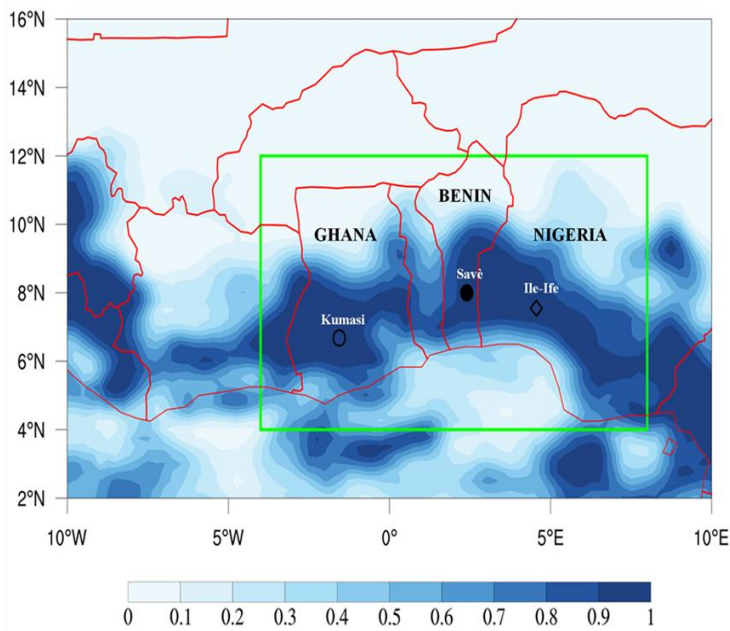 16°N
14°N
12°N
BENIN
10°N
GHANA
NIGERIA
Savè
8°N
Ile-Ife
Kumasi
6°N
4°N
2°N
10°W 5°W 0° 5°E 10°E
0 0.1 0.2 0.3 0.4 0.5 0.6 0.7 0.8 0.9 1